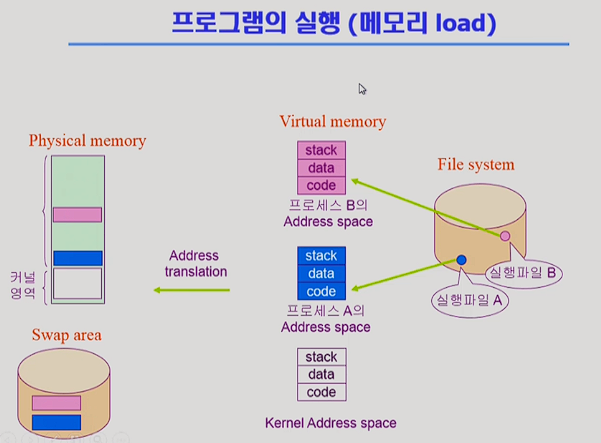 프로그램의 실행 (메모리 load)
Physical memory
커널
영역
Swap area
Address
translation
Virtual memory
stack
data
code
프로세스 B의
Address space
stack
data
code
프로세스 A의
Address space
stack
data
code
Kernel Address space
File system
실행파일 B
실행파일 A